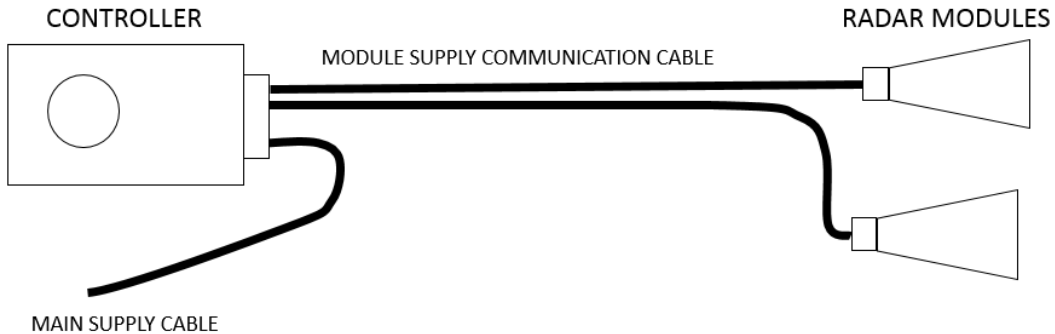 CONTROLLER
RADAR MODULES
MODULE SUPPLY COMMUNICATION CABLE
MAIN SUPPLY CABLE